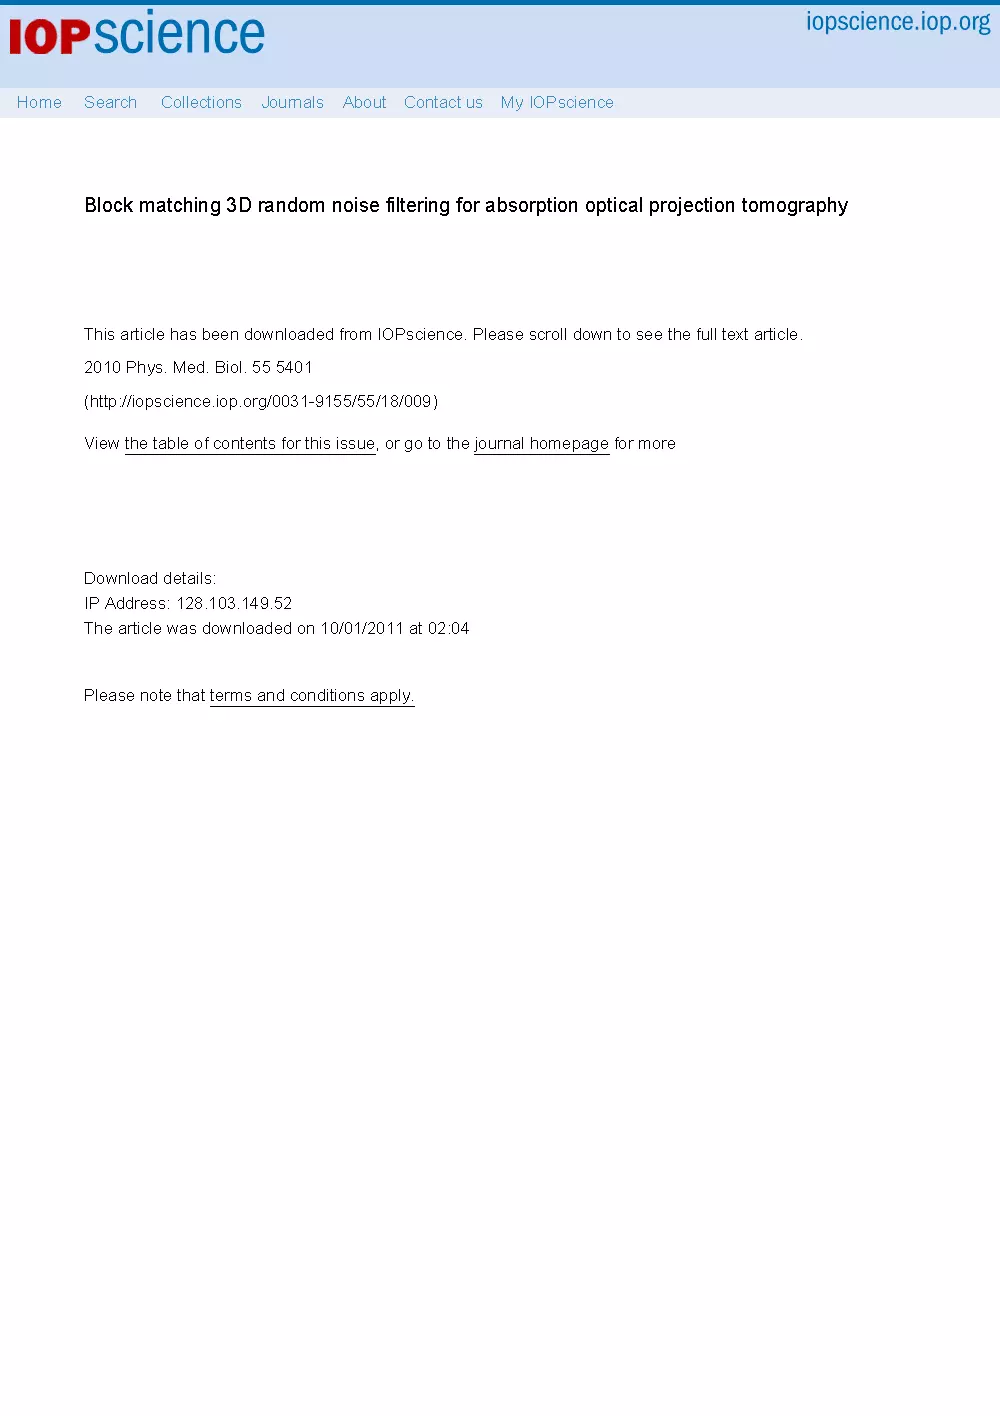 IOPscience
iopscience.iop.org
Home Search Collections Journals About Contact us My IOPscience
Block matching 3D random noise filtering for absorption optical projection tomography
This article has been downloaded from IOPscience. Please scroll down to see the full text article.
2010 Phys. Med. Biol. 55 5401
(http://iopscience.iop.org/0031-9155/55/18/009)
View the table of contents for this issue, or go to the journal homepage for more
Download details:
IP Address: 128.103.149.52
The article was downloaded on 10/01/2011 at 02:04
Please note that terms and conditions apply.